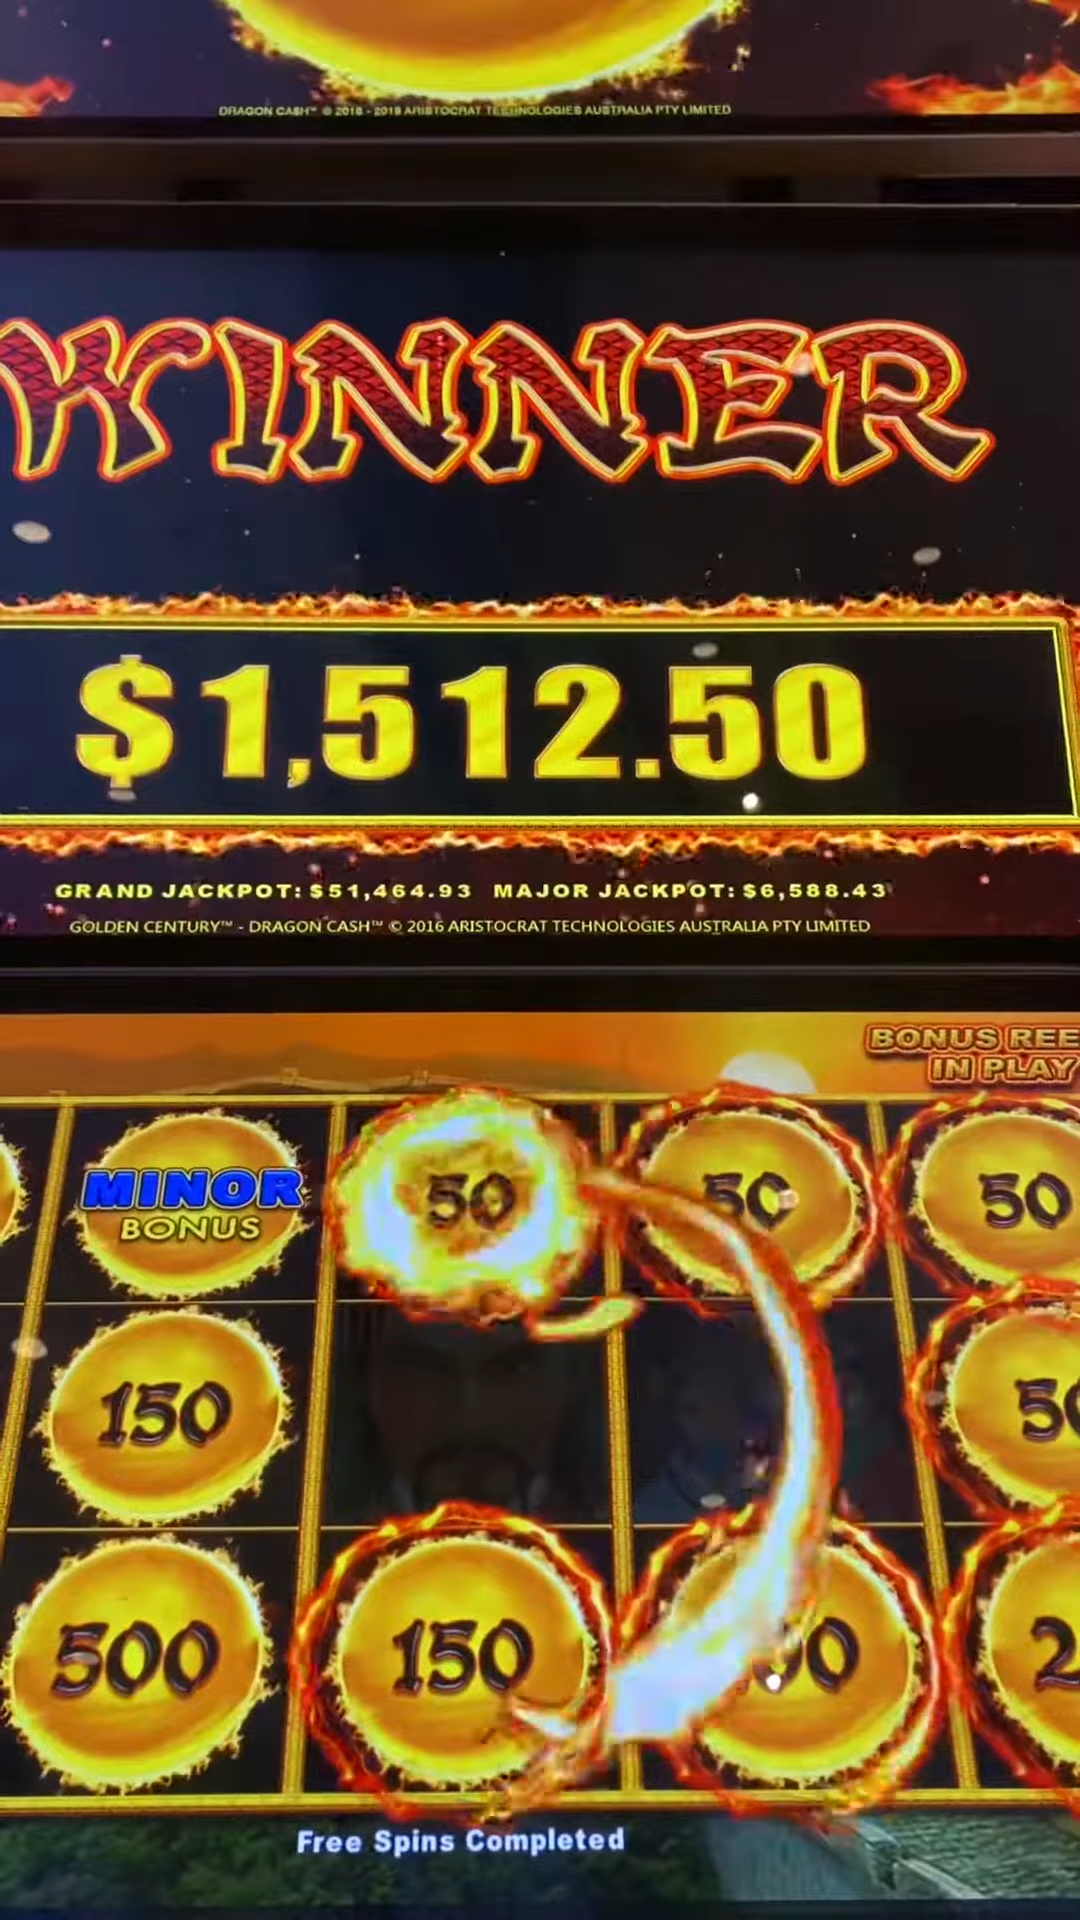 DRAGON CASH™ © 2018 - 2019 ARISTOCRAT TECHNOLOGIES AUSTRALIA PTY LIMITED
WINNER
$1,512.50
GRAND JACKPOT: $51,464.93 MAJOR JACKPOT: $6,588.43
GOLDEN CENTURY™ - DRAGON CASH™ © 2016 ARISTOCRAT TECHNOLOGIES AUSTRALIA PTY LIMITED
BONUS REE
IN PLAY
MINOR
BONUS
50
50
50
150
500
150
Free Spins Completed